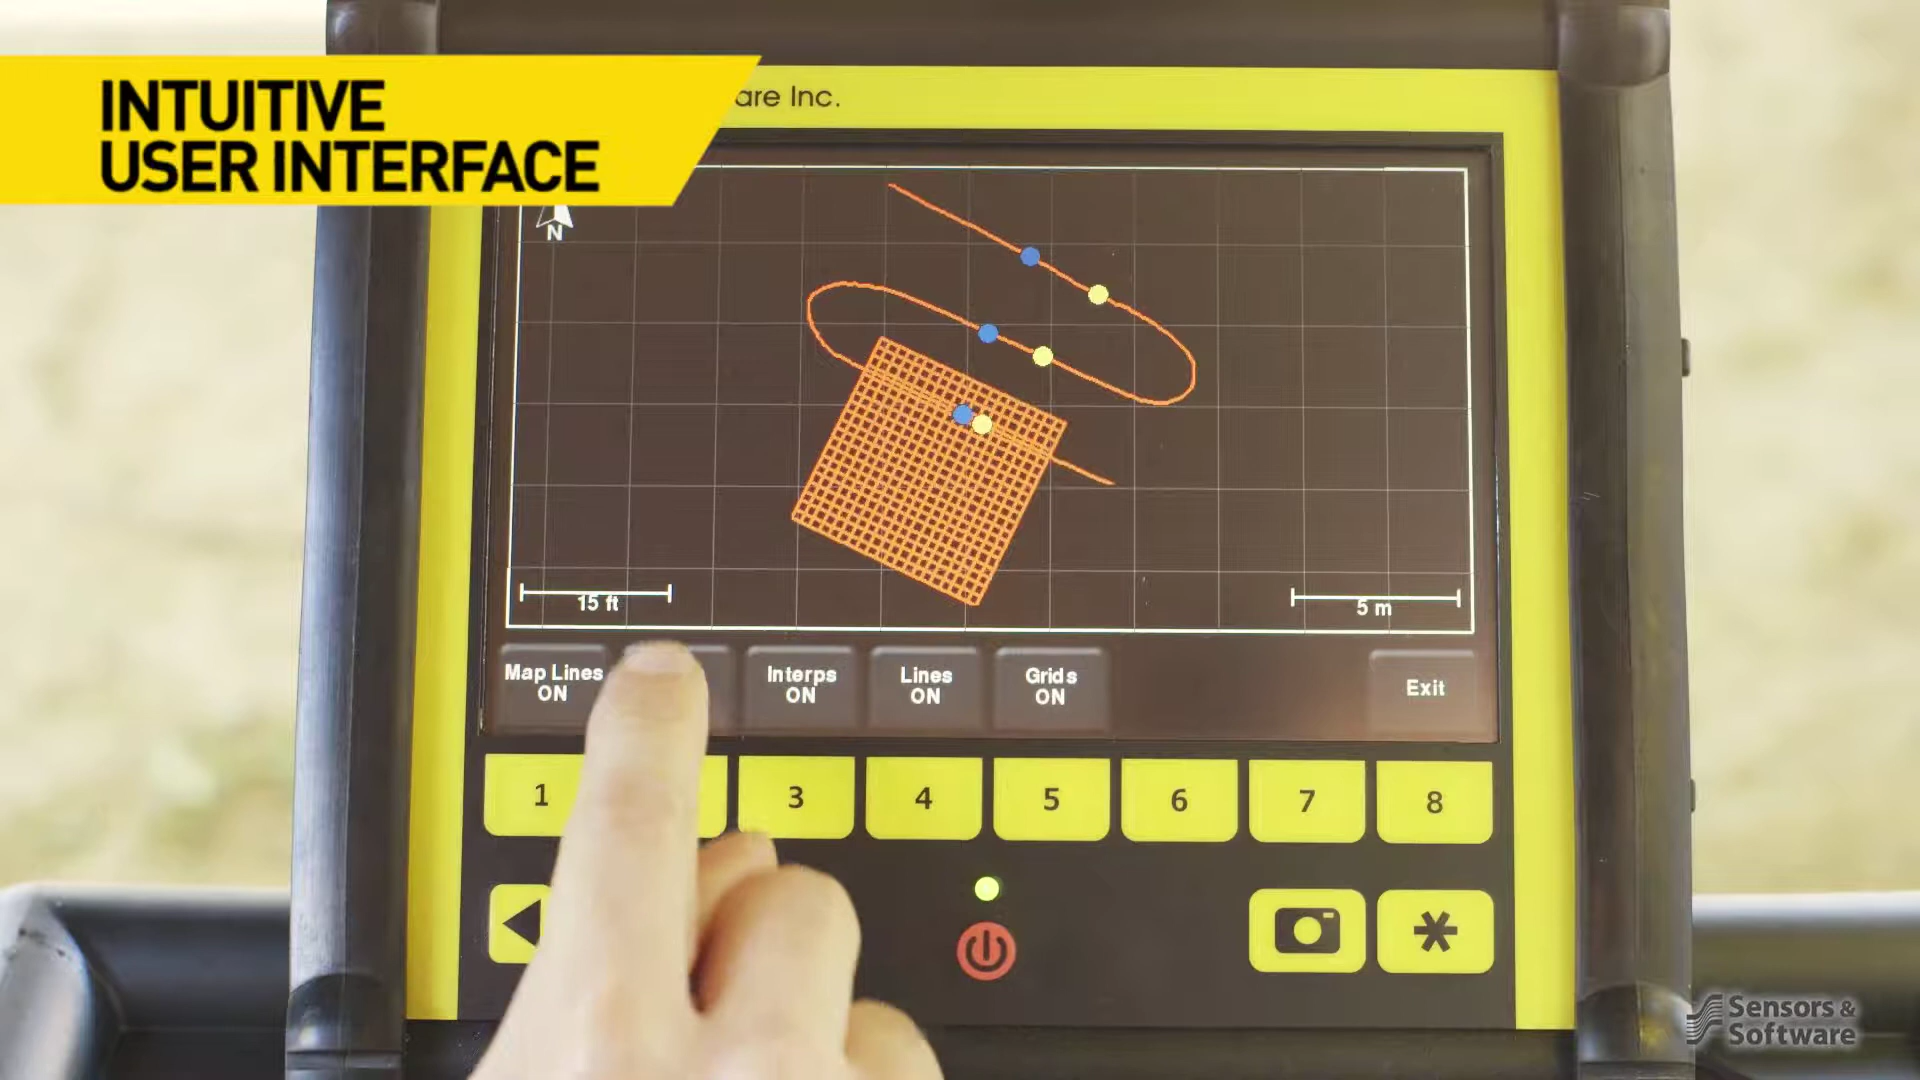 INTUITIVE
USER INTERFACE
are Inc.
N
15 ft
5 m
Map Lines
ON
Interps
ON
Lines
ON
Grids
ON
Exit
1
3
4
5
6
7
8
*
Sensors &
Software